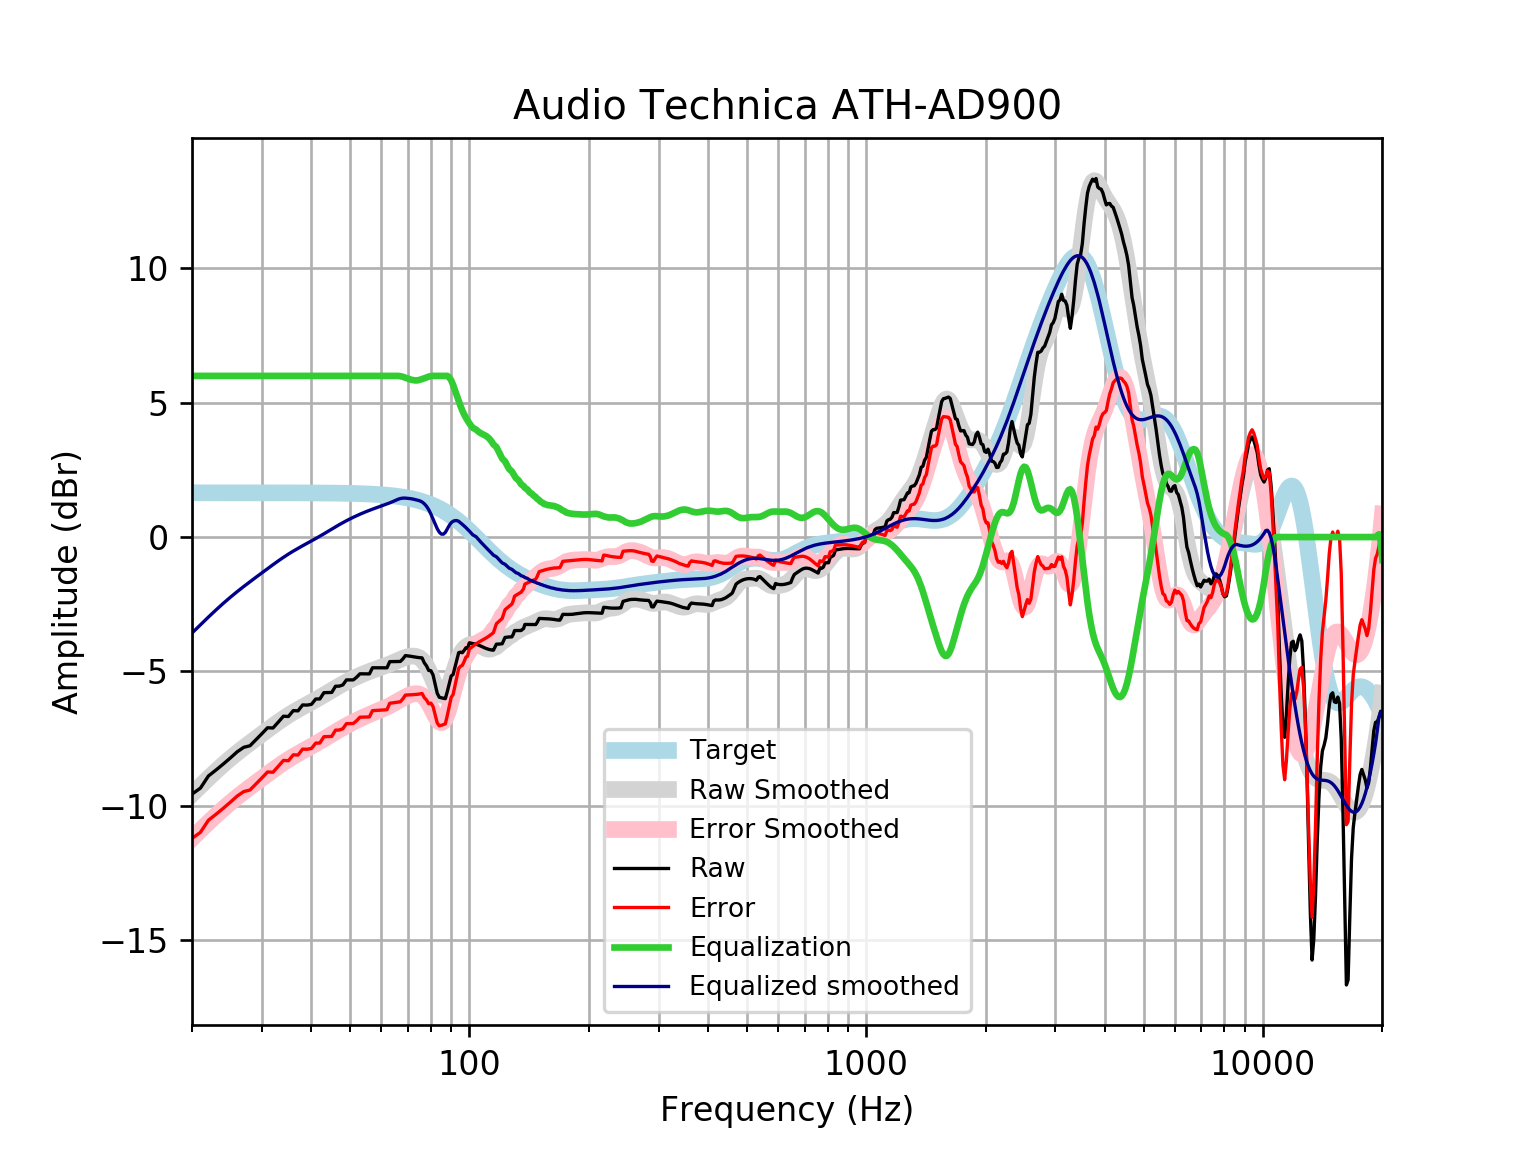 Audio Technica ATH-AD900
Amplitude (dBr)
10
5
0
−5
−10
−15
Target
Raw Smoothed
Error Smoothed
Raw
Error
Equalization
Equalized smoothed
100 1000 10000
Frequency (Hz)